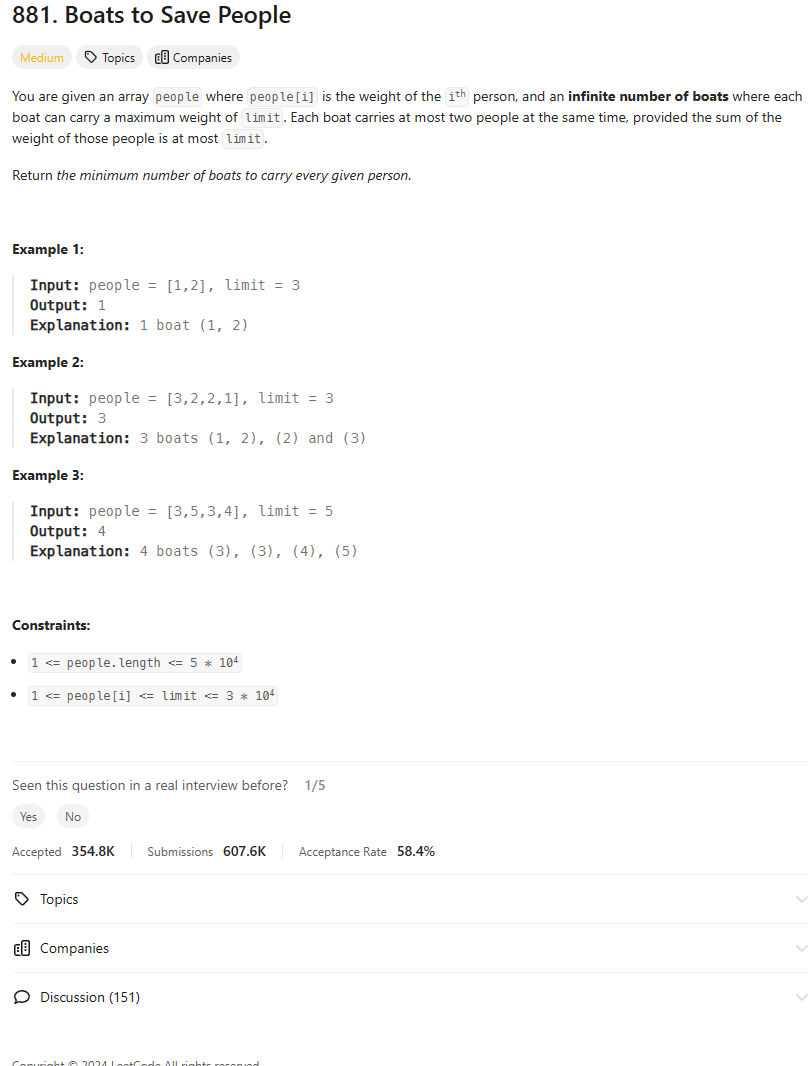 881. Boats to Save People
Medium Topics Companies
You are given an array people where people[i] is the weight of the ith person, and an infinite number of boats where each
boat can carry a maximum weight of limit. Each boat carries at most two people at the same time, provided the sum of the
weight of those people is at most limit.
Return the minimum number of boats to carry every given person.
Example 1:
Input: people = [1,2], limit = 3
Output: 1
Explanation: 1 boat (1, 2)
Example 2:
Input: people = [3,2,2,1], limit = 3
Output: 3
Explanation: 3 boats (1, 2), (2) and (3)
Example 3:
Input: people = [3,5,3,4], limit = 5
Output: 4
Explanation: 4 boats (3), (3), (4), (5)
Constraints:
• 1 <= people.length <= 5 * 10⁴
• 1 <= people[i] <= limit <= 3 * 10⁴
Seen this question in a real interview before? 1/5
Yes No
Accepted 354.8K Submissions 607.6K Acceptance Rate 58.4%
Topics
Companies
Discussion (151)
Copyright © 2024 LeetCode All rights reserved